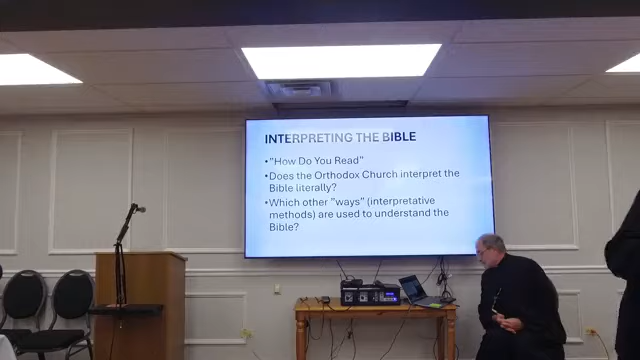 INTERPRETING THE BIBLE
•"How Do You Read"
•Does the Orthodox Church interpret the
Bible literally?
•Which other "ways" (interpretative
methods) are used to understand the
Bible?